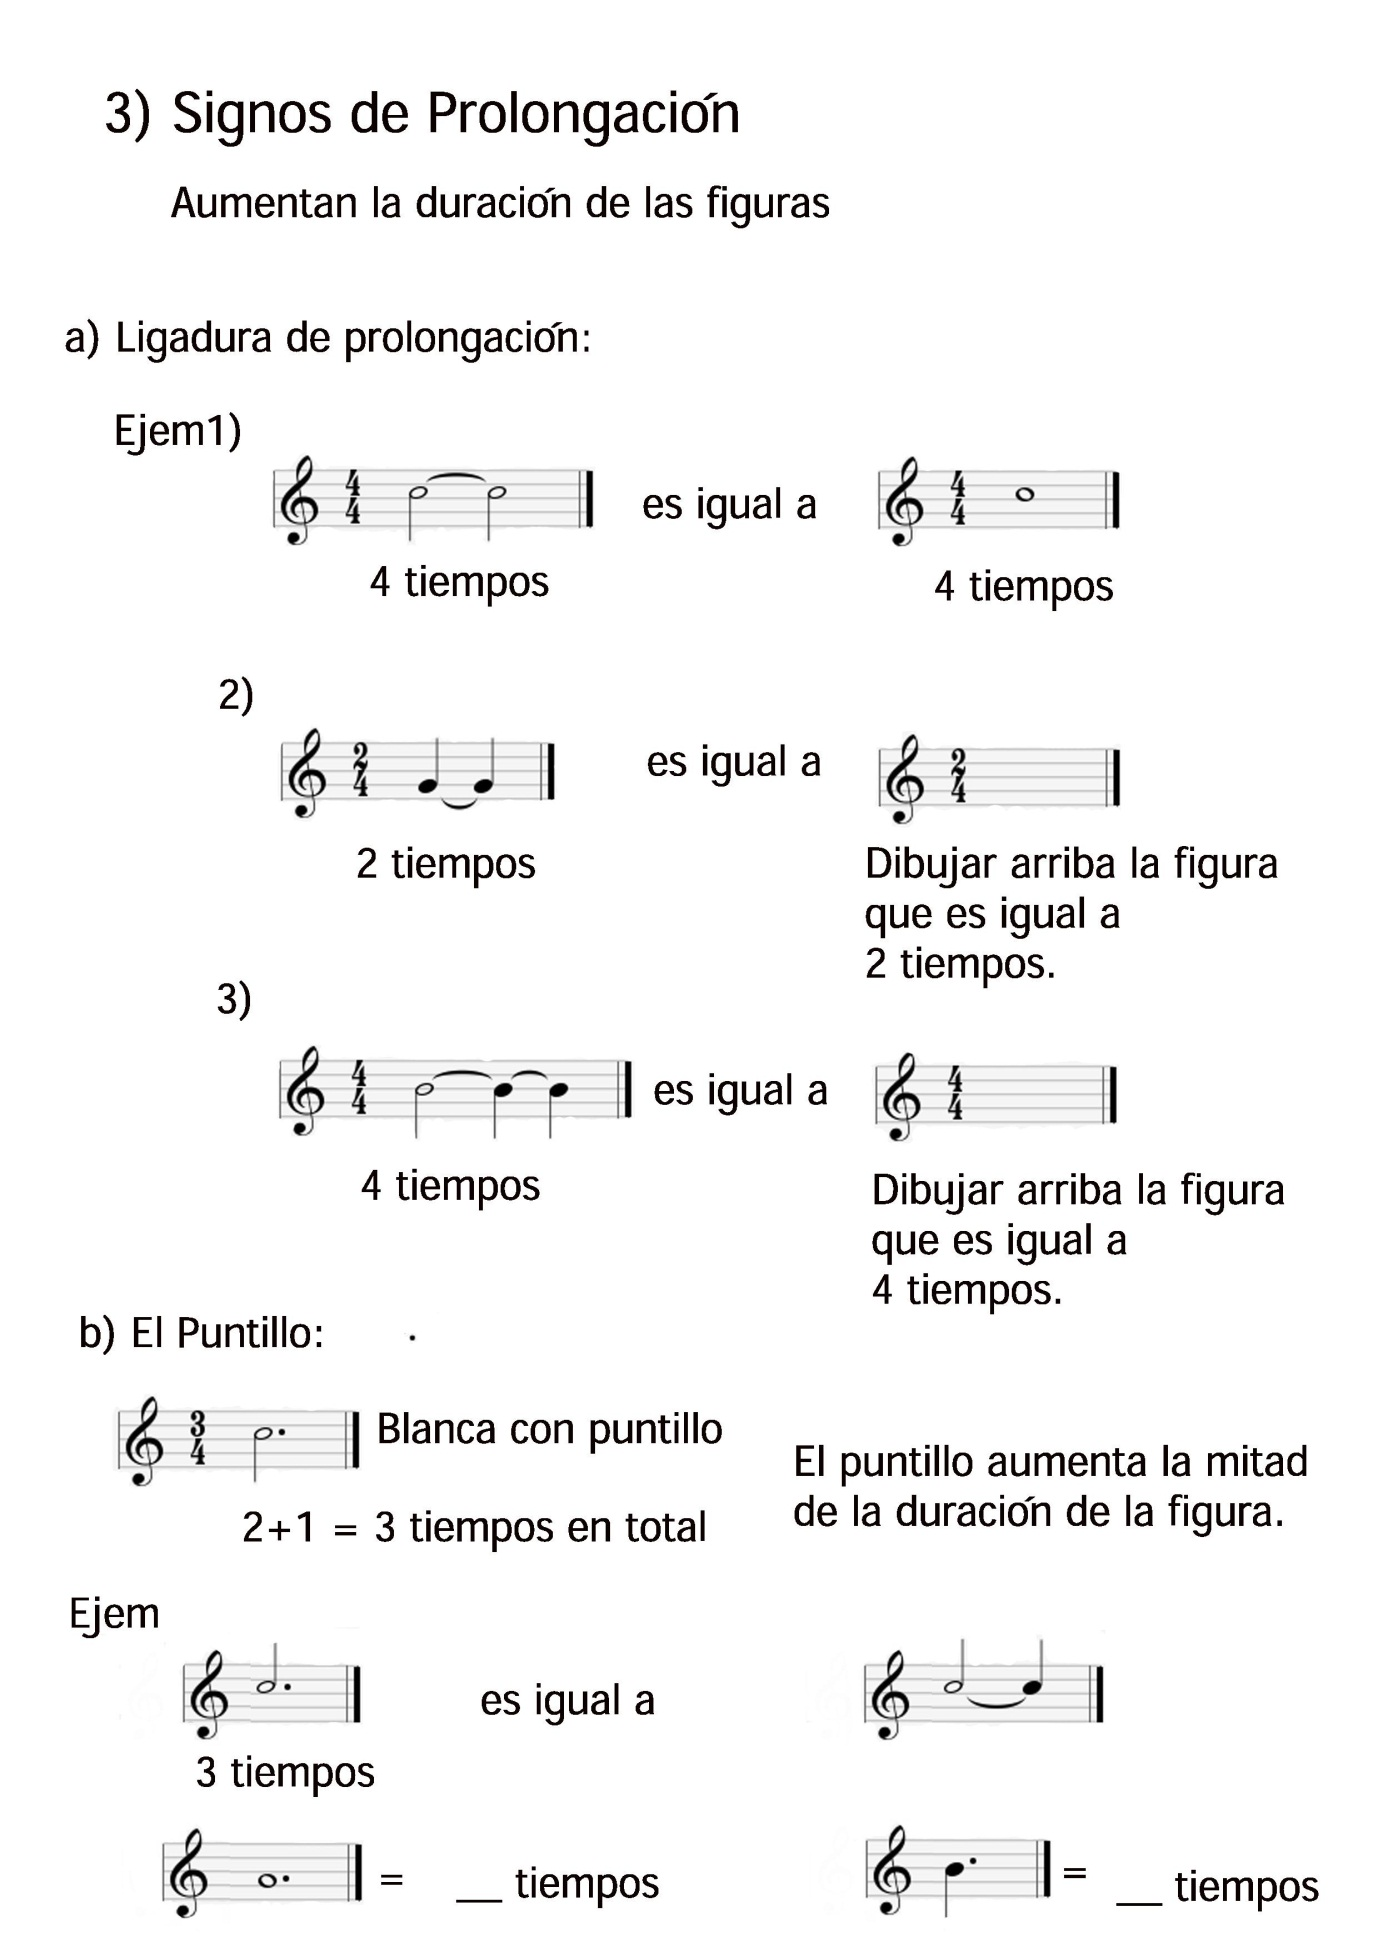 3) Signos de Prolongación
Aumentan la duración de las figuras
a) Ligadura de prolongación:
Ejem1)
4
4
es igual a
4
4
4 tiempos
4 tiempos
2)
2
4
es igual a
2
4
2 tiempos
Dibujar arriba la figura
que es igual a
2 tiempos.
3)
4
4
es igual a
4
4
4 tiempos
Dibujar arriba la figura
que es igual a
4 tiempos.
b) El Puntillo: .
3
4
Blanca con puntillo
2+1 = 3 tiempos en total
El puntillo aumenta la mitad
de la duración de la figura.
Ejem
es igual a
3 tiempos
= __ tiempos
= __ tiempos